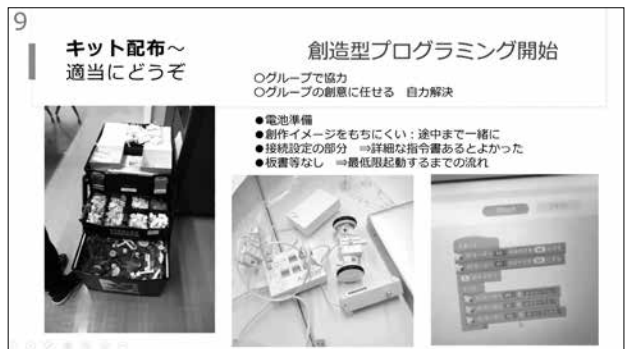 9
キット配布～
適当にどうぞ
創造型プログラミング開始
○グループで協力
○グループの創意に任せる　自力解決
●電池準備
●創作イメージをもちにくい：途中まで一緒に
●接続設定の部分　⇒詳細な指令書あるとよかった
●板書等なし　⇒最低限起動するまでの流れ